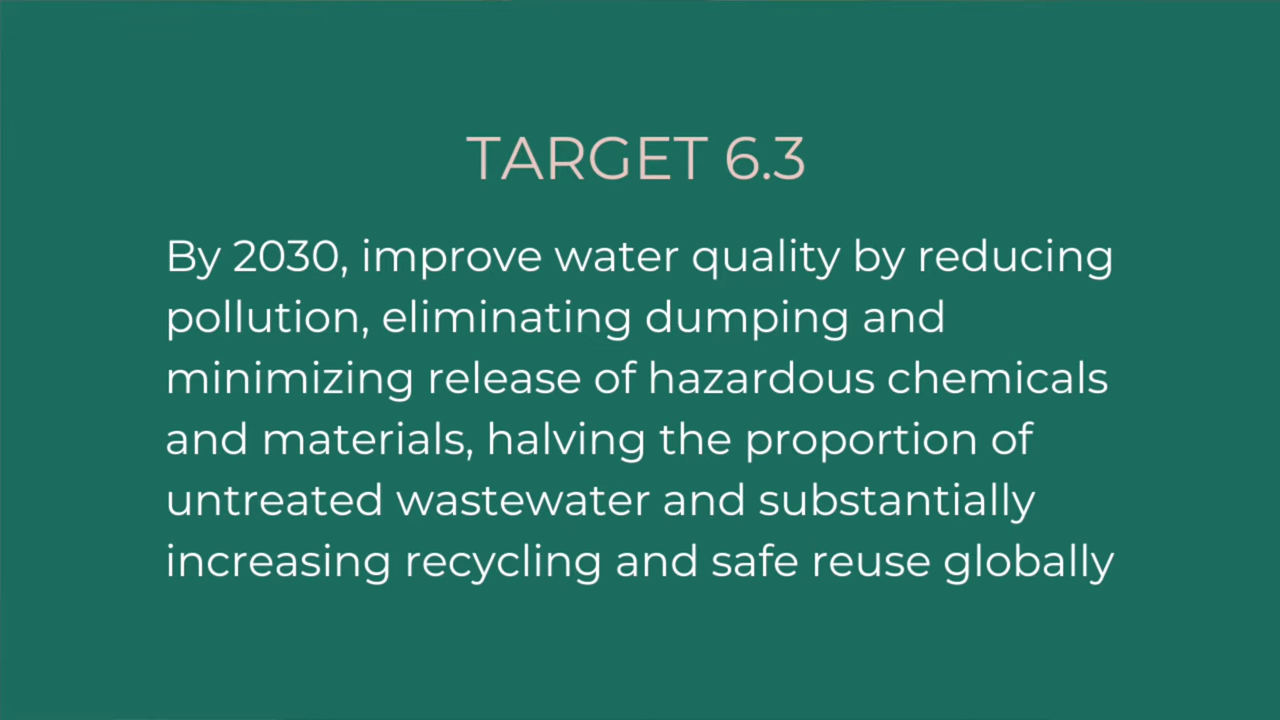 TARGET 6.3
By 2030, improve water quality by reducing
pollution, eliminating dumping and
minimizing release of hazardous chemicals
and materials, halving the proportion of
untreated wastewater and substantially
increasing recycling and safe reuse globally